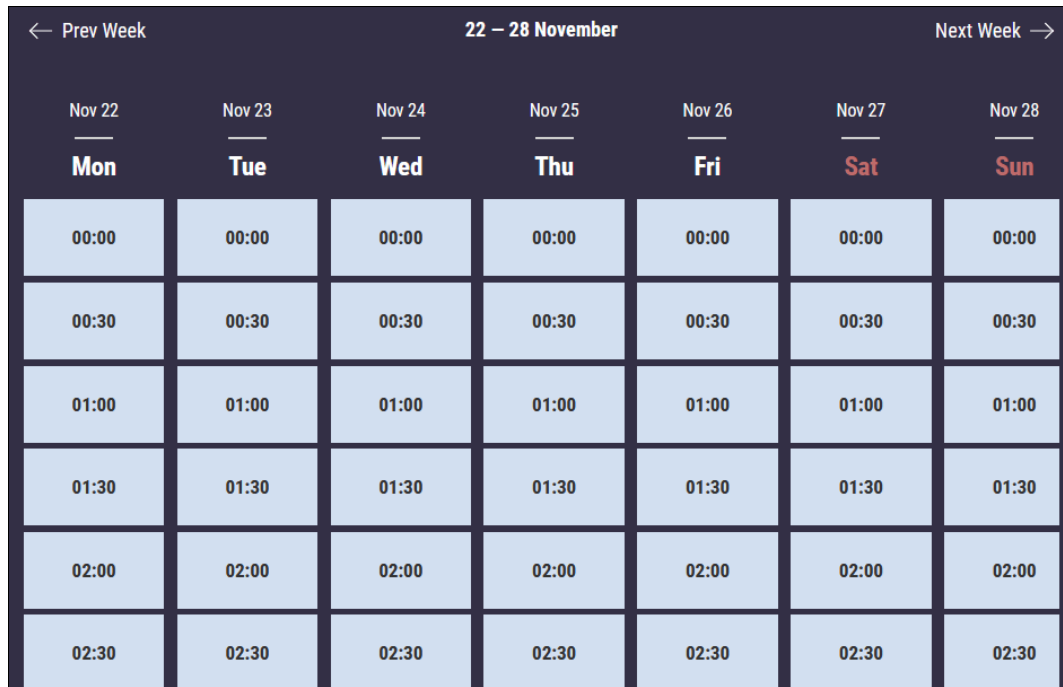 ← Prev Week 22 – 28 November Next Week →
Nov 22 Nov 23 Nov 24 Nov 25 Nov 26 Nov 27 Nov 28
Mon Tue Wed Thu Fri Sat Sun
00:00 00:00 00:00 00:00 00:00 00:00 00:00
00:30 00:30 00:30 00:30 00:30 00:30 00:30
01:00 01:00 01:00 01:00 01:00 01:00 01:00
01:30 01:30 01:30 01:30 01:30 01:30 01:30
02:00 02:00 02:00 02:00 02:00 02:00 02:00
02:30 02:30 02:30 02:30 02:30 02:30 02:30